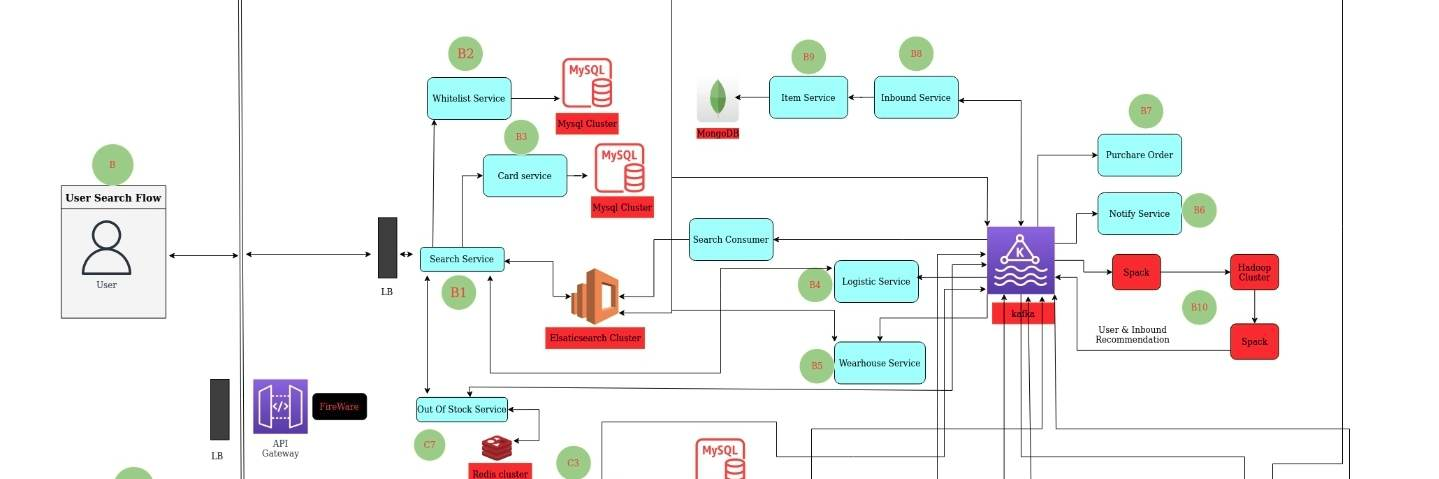 B2
MySQL
Whitelist Service
Mysql Cluster
B3
MySQL
Card service
Mysql Cluster
B9
B8
Item Service
Inbound Service
MongoDB
B7
Purchare Order
B
User Search Flow
User
Notify Service
B6
Search Consumer
Search Service
B1
LB
K
kafka
B4
Logistic Service
Elsaticsearch Cluster
Spack
Hadoop
Cluster
B10
User & Inbound
Recommendation
Spack
B5
Wearhouse Service
LB
</>
FireWare
API
Gateway
Out Of Stock Service
C7
Redis cluster
C3
MySQL